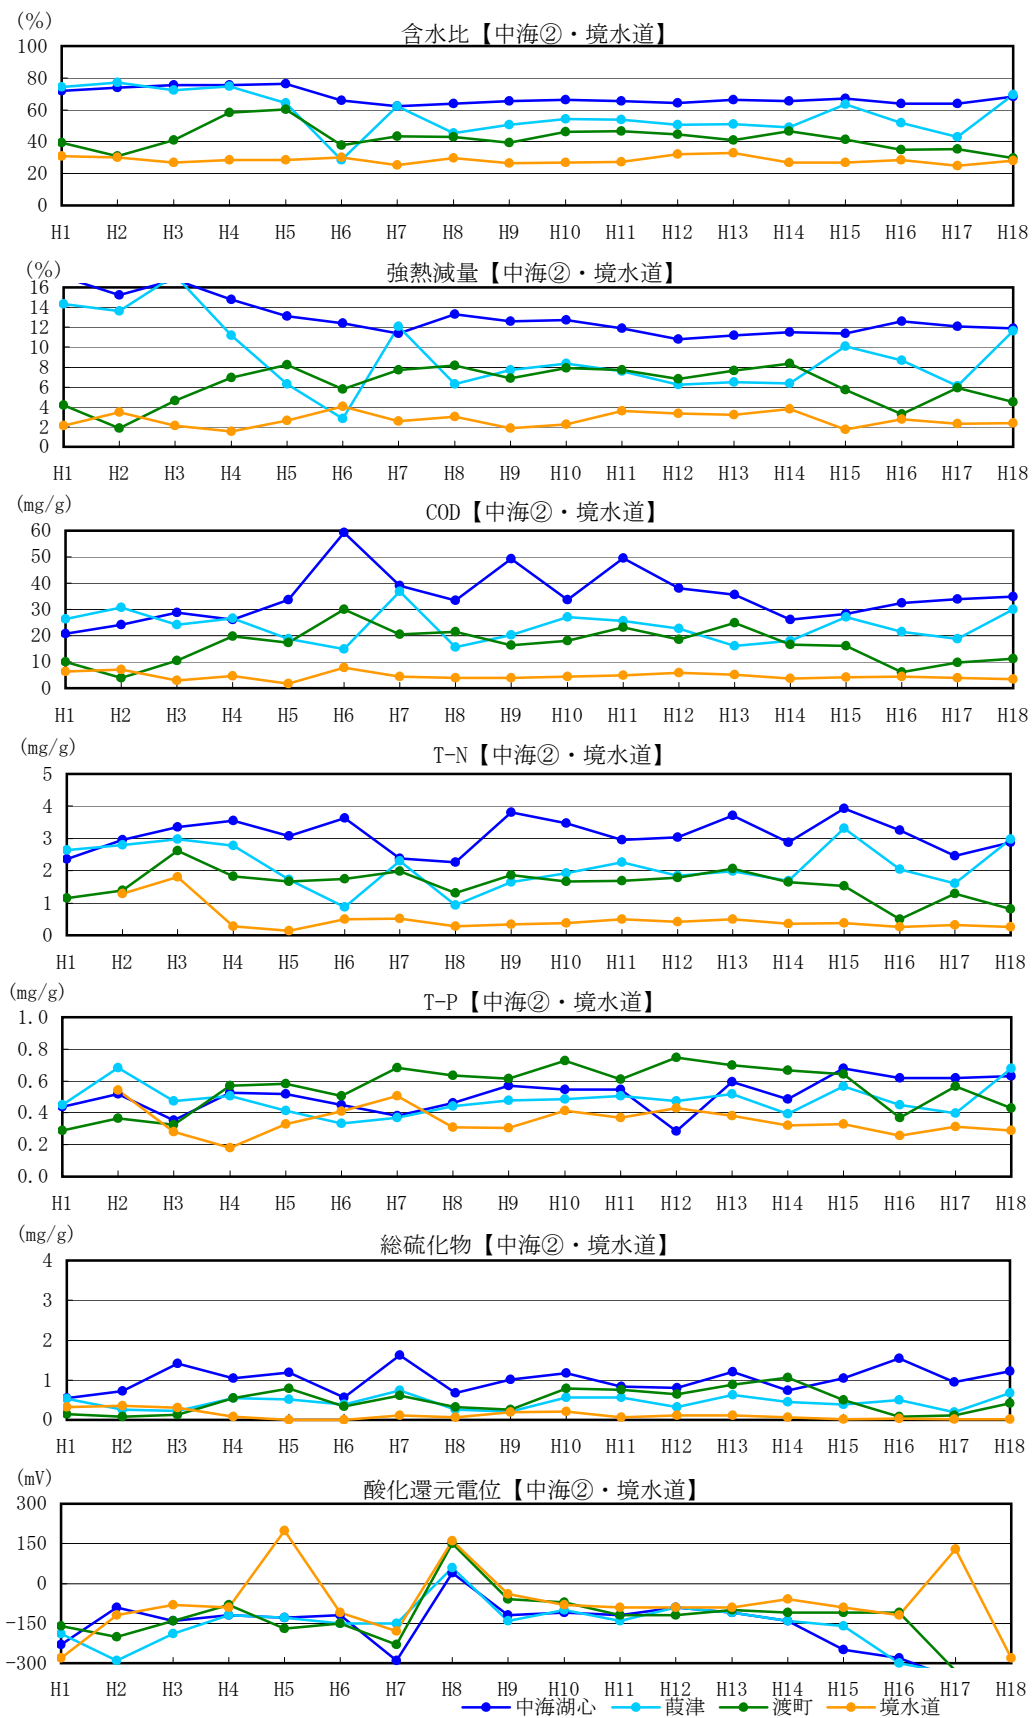 (%)
含水比【中海②・境水道】
100
80
60
40
20
0
H1 H2 H3 H4 H5 H6 H7 H8 H9 H10 H11 H12 H13 H14 H15 H16 H17 H18
(%)
強熱減量【中海②・境水道】
16
14
12
10
8
6
4
2
0
H1 H2 H3 H4 H5 H6 H7 H8 H9 H10 H11 H12 H13 H14 H15 H16 H17 H18
(mg/g)
COD【中海②・境水道】
60
50
40
30
20
10
0
H1 H2 H3 H4 H5 H6 H7 H8 H9 H10 H11 H12 H13 H14 H15 H16 H17 H18
(mg/g)
T-N【中海②・境水道】
5
4
3
2
1
0
H1 H2 H3 H4 H5 H6 H7 H8 H9 H10 H11 H12 H13 H14 H15 H16 H17 H18
(mg/g)
T-P【中海②・境水道】
1.0
0.8
0.6
0.4
0.2
0.0
H1 H2 H3 H4 H5 H6 H7 H8 H9 H10 H11 H12 H13 H14 H15 H16 H17 H18
(mg/g)
総硫化物【中海②・境水道】
4
3
2
1
0
H1 H2 H3 H4 H5 H6 H7 H8 H9 H10 H11 H12 H13 H14 H15 H16 H17 H18
(mV)
酸化還元電位【中海②・境水道】
300
150
0
-150
-300
H1 H2 H3 H4 H5 H6 H7 H8 H9 H10 H11 H12 H13 H14 H15 H16 H17 H18
中海湖心 葭津 渡町 境水道